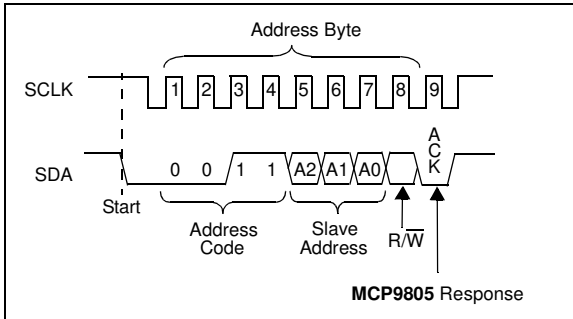 Address Byte
SCLK 1 2 3 4 5 6 7 8 9
SDA 0 0 1 1 A2 A1 A0 ACK
Start
Address Code
Slave Address
R/W̅
MCP9805 Response